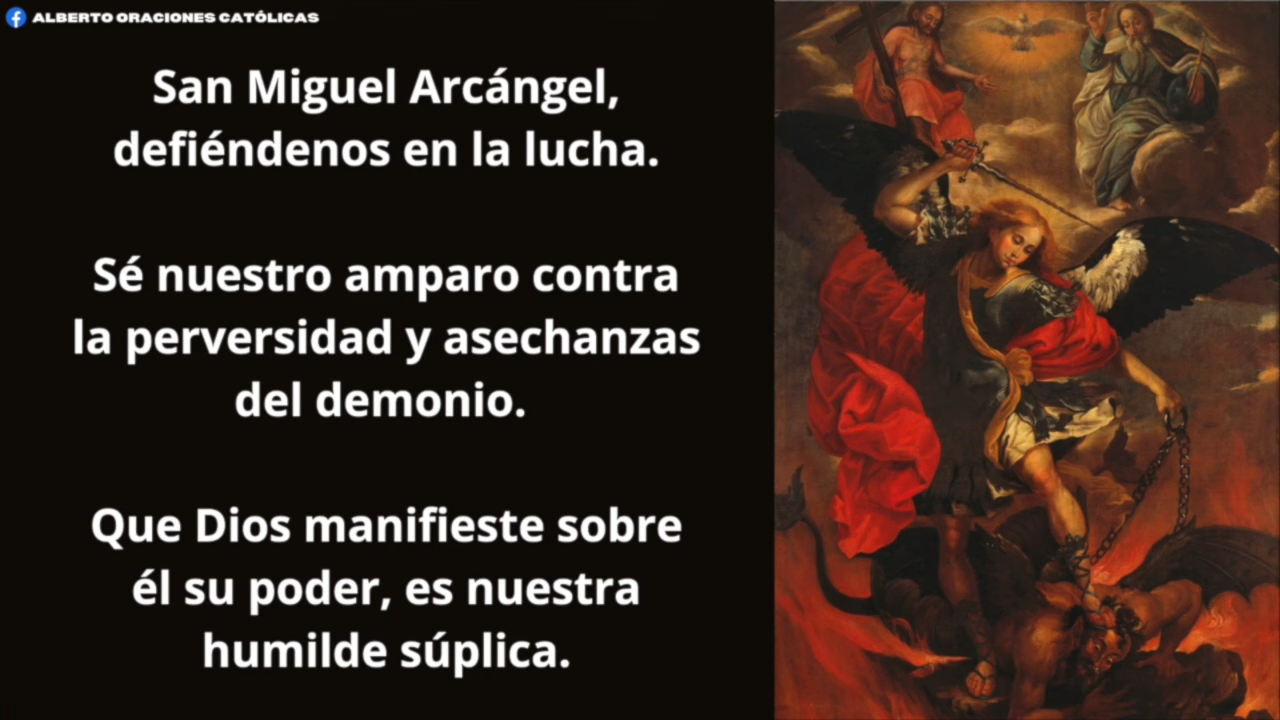 ALBERTO ORACIONES CATÓLICAS
San Miguel Arcángel,
defiéndenos en la lucha.
Sé nuestro amparo contra
la perversidad y asechanzas
del demonio.
Que Dios manifieste sobre
él su poder, es nuestra
humilde súplica.